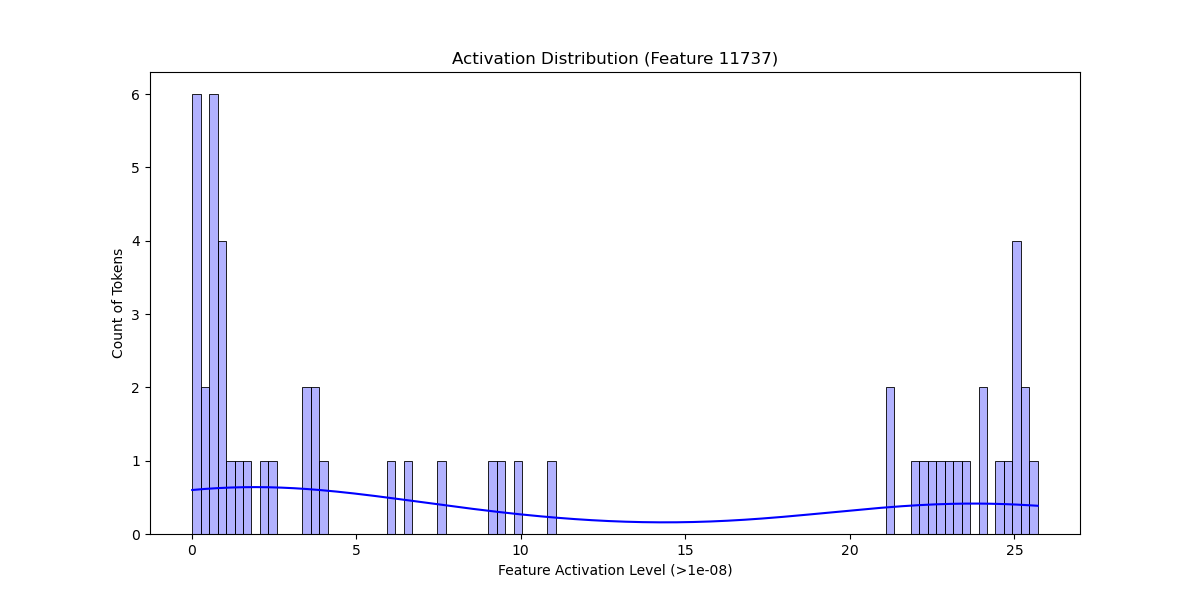 Activation Distribution (Feature 11737)
6
5
4
3
2
1
0
Count of Tokens
0 5 10 15 20 25
Feature Activation Level (>1e-08)